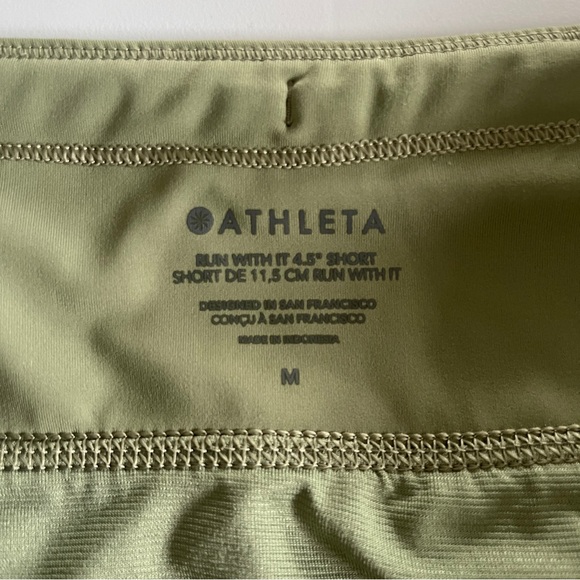 ATHLETA
RUN WITH IT 4.5" SHORT
SHORT DE 11,5 CM RUN WITH IT
DESIGNED IN SAN FRANCISCO
CONÇU À SAN FRANCISCO
MADE IN INDONESIA
M